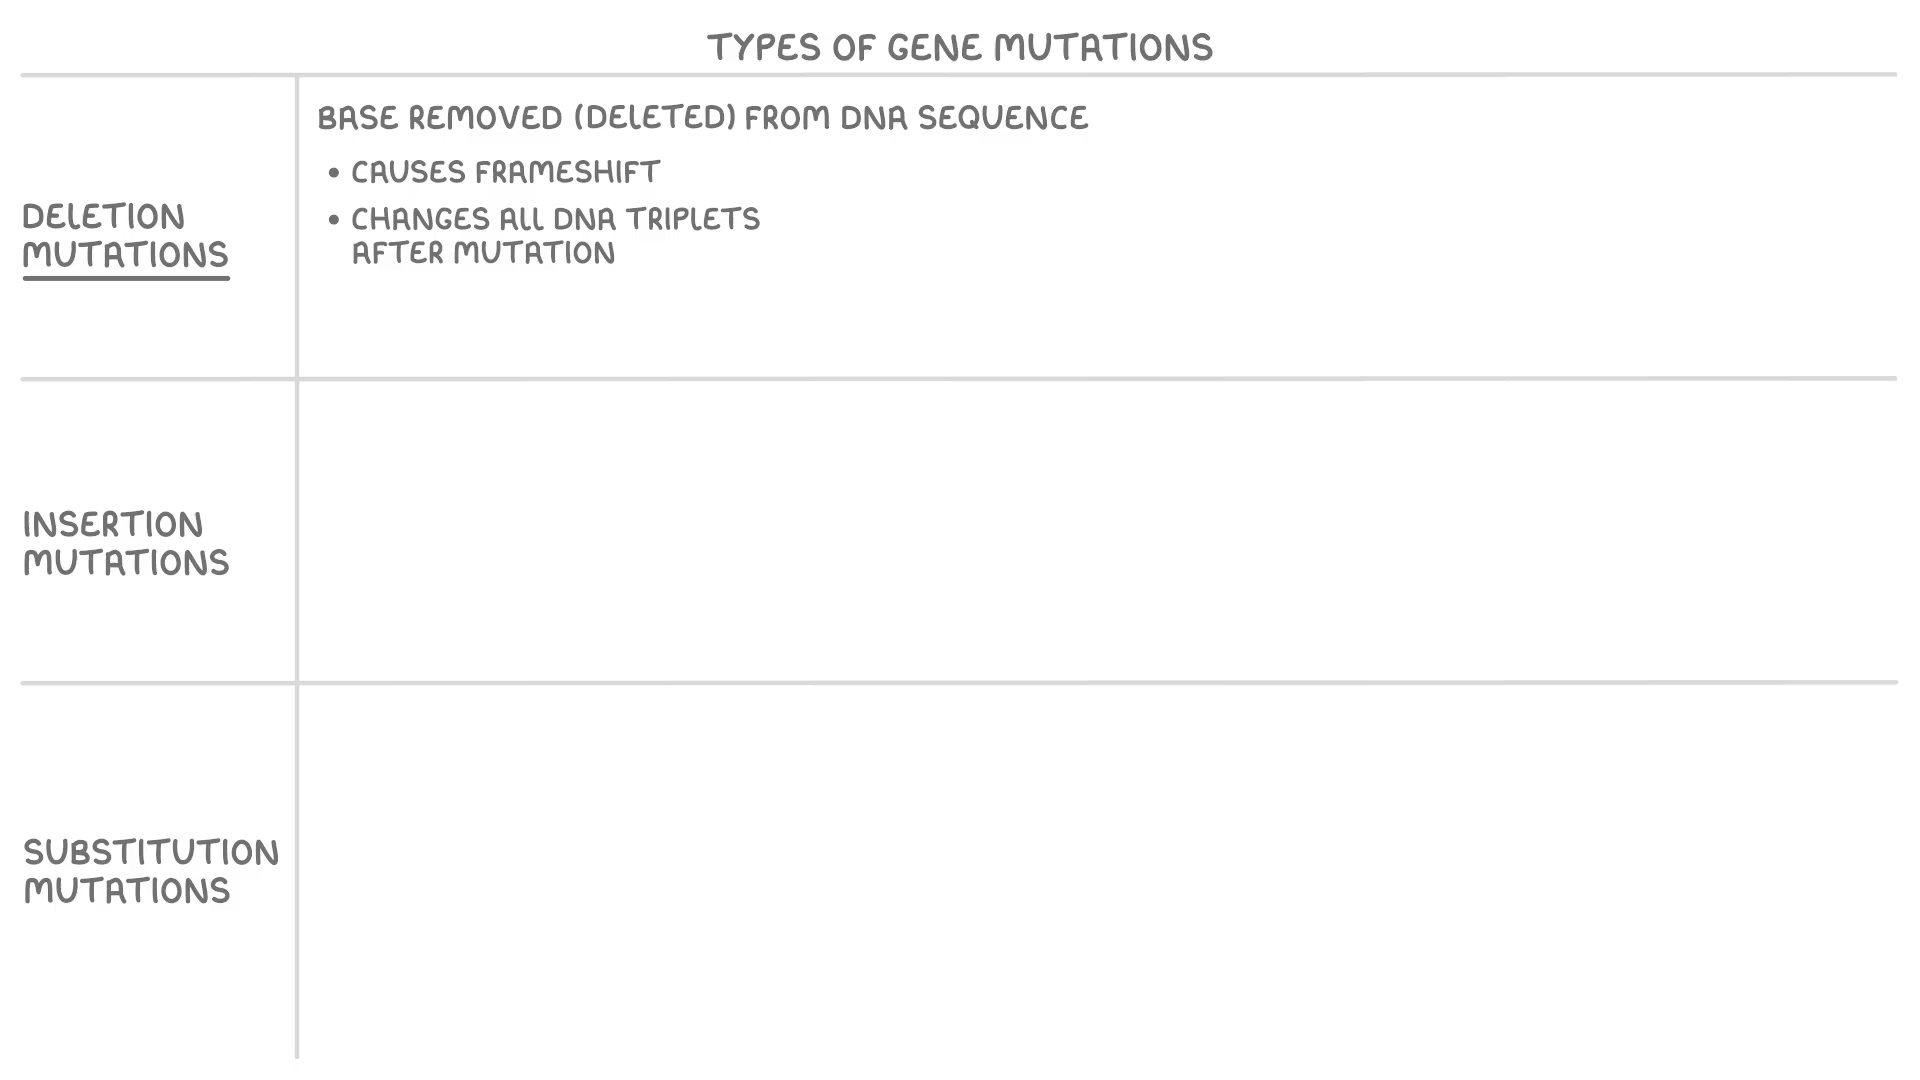 TYPES OF GENE MUTATIONS
BASE REMOVED (DELETED) FROM DNA SEQUENCE
• CAUSES FRAMESHIFT
• CHANGES ALL DNA TRIPLETS
AFTER MUTATION
DELETION
MUTATIONS
INSERTION
MUTATIONS
SUBSTITUTION
MUTATIONS